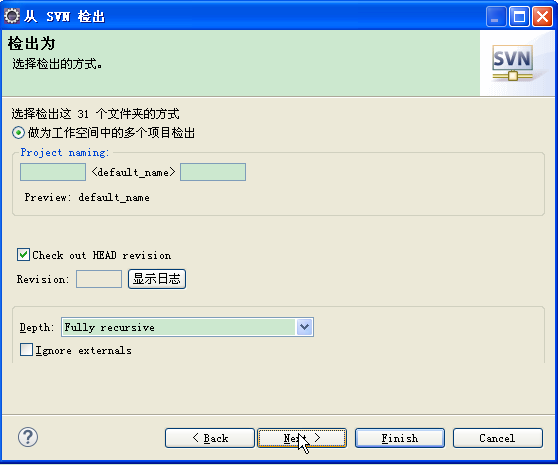 从 SVN 检出
检出为
选择检出的方式。
SVN
选择检出这 31 个文件夹的方式
做为工作空间中的多个项目检出
Project naming:
<default_name>
Preview: default_name
Check out HEAD revision
Revision: 显示日志
Depth: Fully recursive
Ignore externals
? < Back Next > Finish Cancel